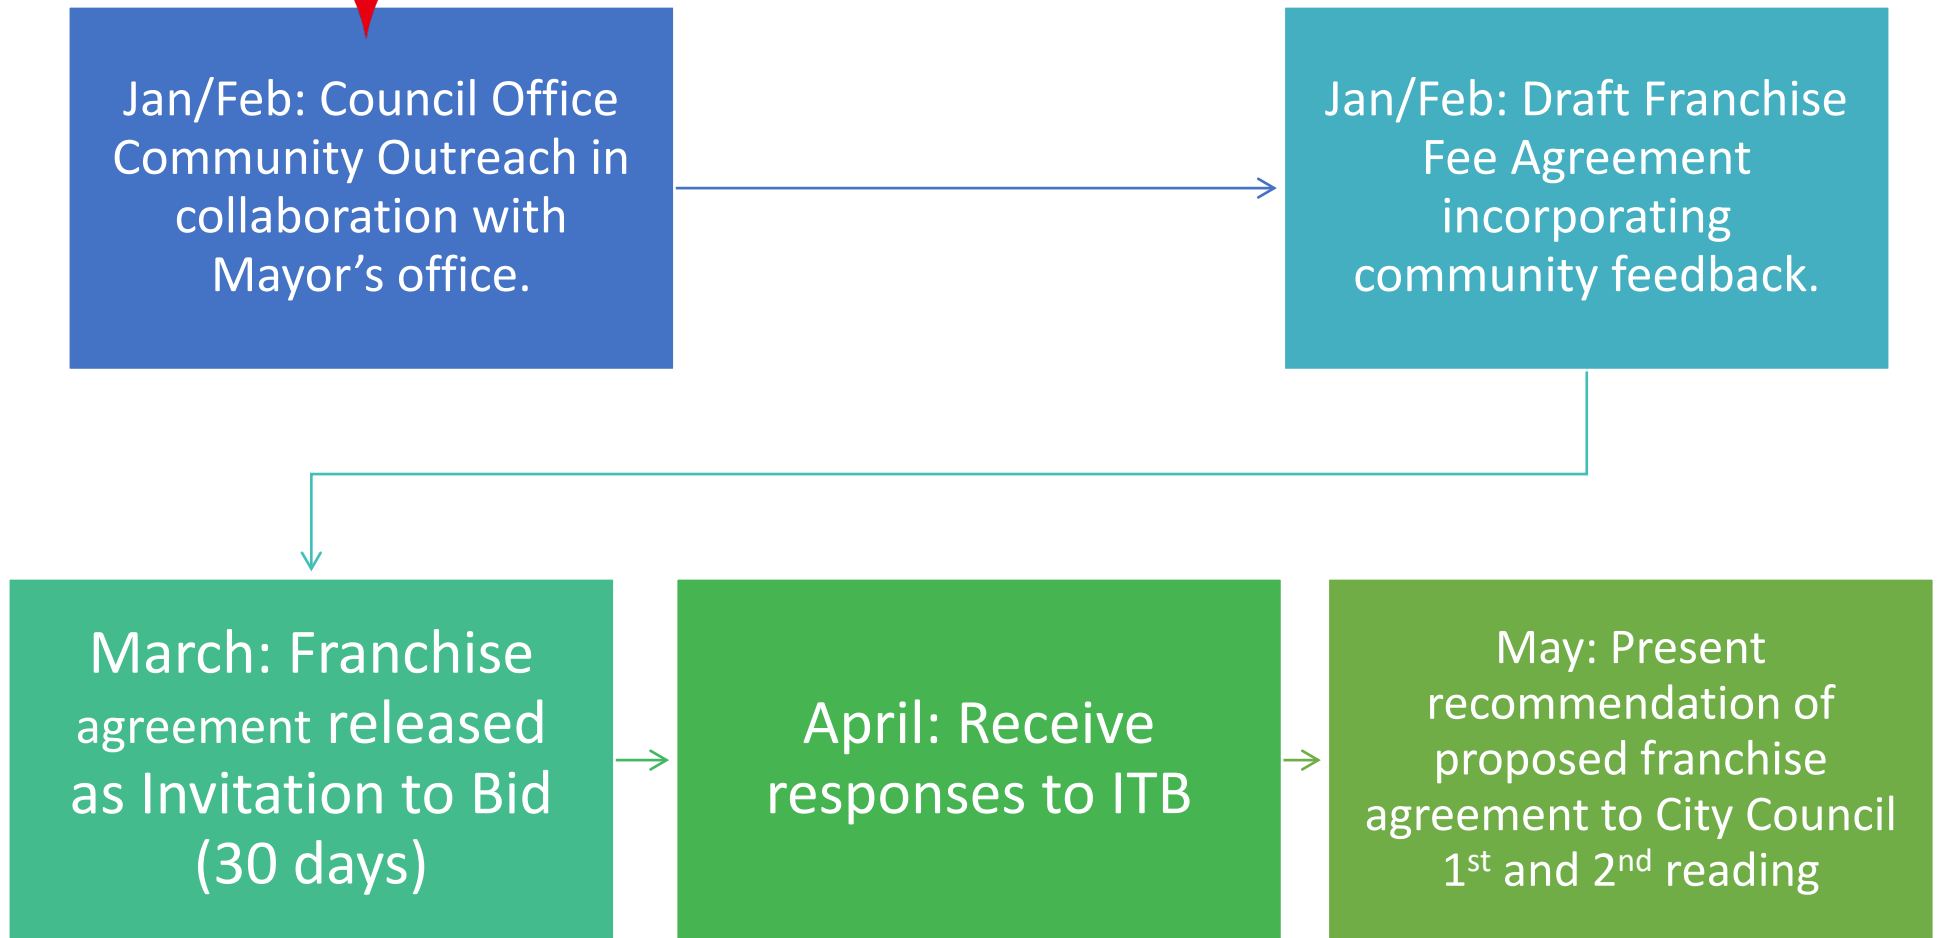 Jan/Feb: Council Office
Community Outreach in
collaboration with
Mayor’s office.
Jan/Feb: Draft Franchise
Fee Agreement
incorporating
community feedback.
March: Franchise
agreement released
as Invitation to Bid
(30 days)
April: Receive
responses to ITB
May: Present
recommendation of
proposed franchise
agreement to City Council
1st and 2nd reading